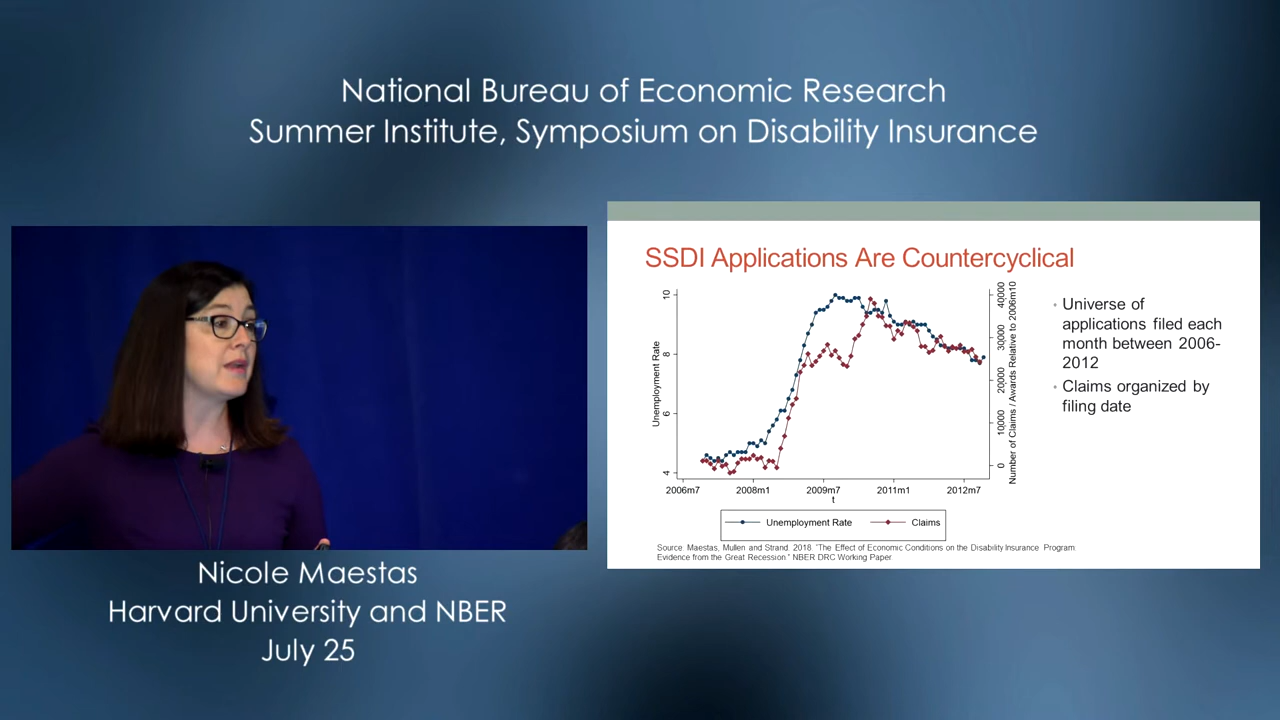 National Bureau of Economic Research
Summer Institute, Symposium on Disability Insurance
SSDI Applications Are Countercyclical
Unemployment Rate
10
8
6
4
40000
30000
20000
10000
0
Number of Claims / Awards Relative to 2006m10
2006m7 2008m1 2009m7 2011m1 2012m7
t
Unemployment Rate Claims
• Universe of
applications filed each
month between 2006-
2012
• Claims organized by
filing date
Source: Maestas, Mullen and Strand. 2018. "The Effect of Economic Conditions on the Disability Insurance Program:
Evidence from the Great Recession." NBER DRC Working Paper
Nicole Maestas
Harvard University and NBER
July 25